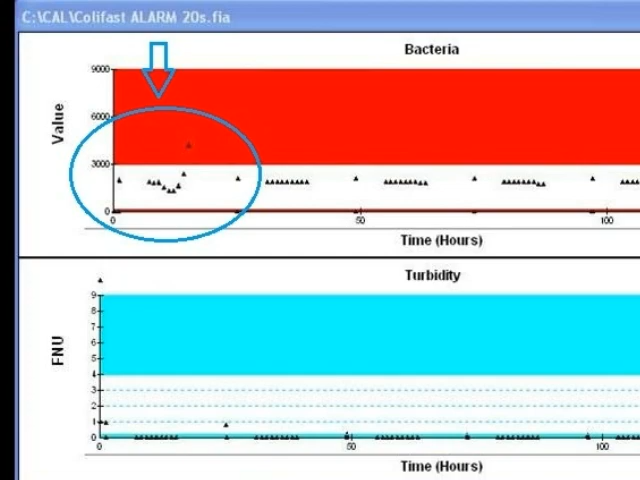 C:\CAL\Colifast ALARM 20s.fia
Bacteria
9000
6000
Value
3000
0
0 50 100
Time (Hours)
Turbidity
9
8
7
6
FNU
5
4
3
2
1
0
0 50 100
Time (Hours)